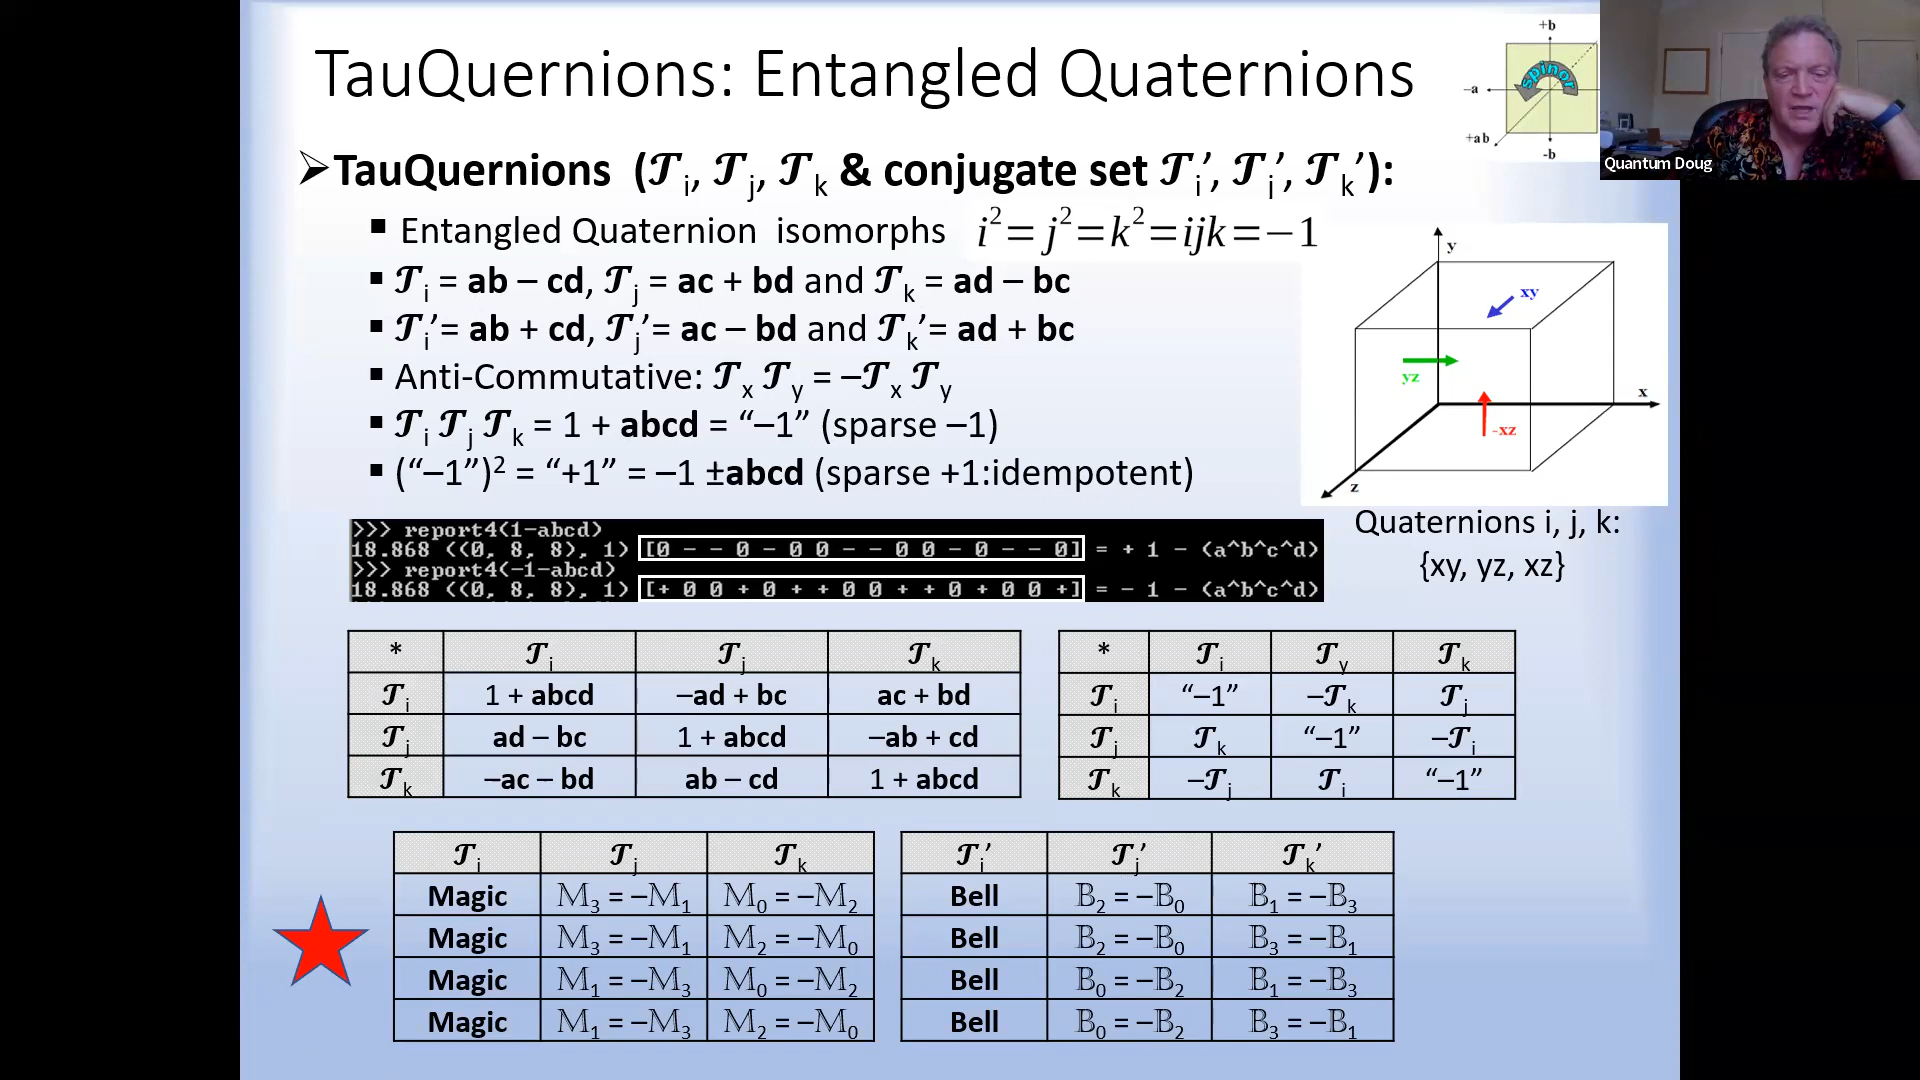 TauQuernions: Entangled Quaternions
+b
spinor
–a
+ab
-b
Quantum Doug
➢TauQuernions (𝓣i, 𝓣j, 𝓣k & conjugate set 𝓣i’, 𝓣j’, 𝓣k’):
▪ Entangled Quaternion isomorphs i²= j²=k²=ijk=−1
▪ 𝓣i = ab – cd, 𝓣j = ac + bd and 𝓣k = ad – bc
▪ 𝓣i’= ab + cd, 𝓣j’= ac – bd and 𝓣k’= ad + bc
▪ Anti-Commutative: 𝓣x 𝓣y = –𝓣x 𝓣y
▪ 𝓣i 𝓣j 𝓣k = 1 + abcd = “–1” (sparse –1)
▪ (“–1”)² = “+1” = –1 ±abcd (sparse +1:idempotent)
y
xy
yz
x
-xz
z
Quaternions i, j, k:
{xy, yz, xz}
>>> report4(1-abcd)
18.868 ((0, 8, 8), 1) [0 - - 0 - 0 0 - - 0 0 - 0 - - 0] = + 1 - (a^b^c^d)
>>> report4(-1-abcd)
18.868 ((0, 8, 8), 1) [+ 0 0 + 0 + + 0 0 + + 0 + 0 0 +] = - 1 - (a^b^c^d)
* 𝓣i 𝓣j 𝓣k
𝓣i 1 + abcd –ad + bc ac + bd
𝓣j ad – bc 1 + abcd –ab + cd
𝓣k –ac – bd ab – cd 1 + abcd
* 𝓣i 𝓣y 𝓣k
𝓣i “–1” –𝓣k 𝓣j
𝓣j 𝓣k “–1” –𝓣i
𝓣k –𝓣j 𝓣i “–1”
𝓣i 𝓣j 𝓣k
Magic 𝕄3 = –𝕄1 𝕄0 = –𝕄2
Magic 𝕄3 = –𝕄1 𝕄2 = –𝕄0
Magic 𝕄1 = –𝕄3 𝕄0 = –𝕄2
Magic 𝕄1 = –𝕄3 𝕄2 = –𝕄0
𝓣i’ 𝓣j’ 𝓣k’
Bell 𝔹2 = –𝔹0 𝔹1 = –𝔹3
Bell 𝔹2 = –𝔹0 𝔹3 = –𝔹1
Bell 𝔹0 = –𝔹2 𝔹1 = –𝔹3
Bell 𝔹0 = –𝔹2 𝔹3 = –𝔹1